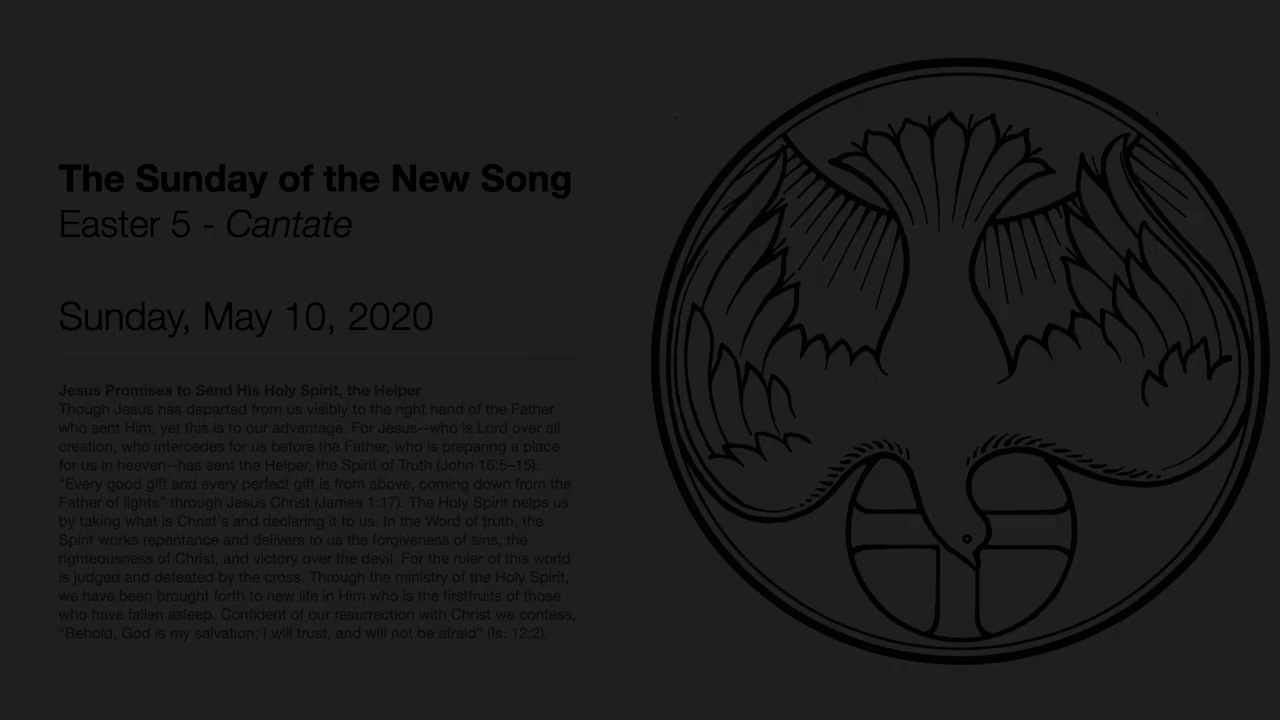 The Sunday of the New Song
Easter 5 - Cantate
Sunday, May 10, 2020
Jesus Promises to Send His Holy Spirit, the Helper
Though Jesus has departed from us visibly to the right hand of the Father
who sent Him, yet this is to our advantage. For Jesus--who is Lord over all
creation, who intercedes for us before the Father, who is preparing a place
for us in heaven--has sent the Helper, the Spirit of Truth (John 16:5–15).
“Every good gift and every perfect gift is from above, coming down from the
Father of lights” through Jesus Christ (James 1:17). The Holy Spirit helps us
by taking what is Christ's and declaring it to us. In the Word of truth, the
Spirit works repentance and delivers to us the forgiveness of sins, the
righteousness of Christ, and victory over the devil. For the ruler of this world
is judged and defeated by the cross. Through the ministry of the Holy Spirit,
we have been brought forth to new life in Him who is the firstfruits of those
who have fallen asleep. Confident of our resurrection with Christ we confess,
“Behold, God is my salvation; I will trust, and will not be afraid” (Is. 12:2).